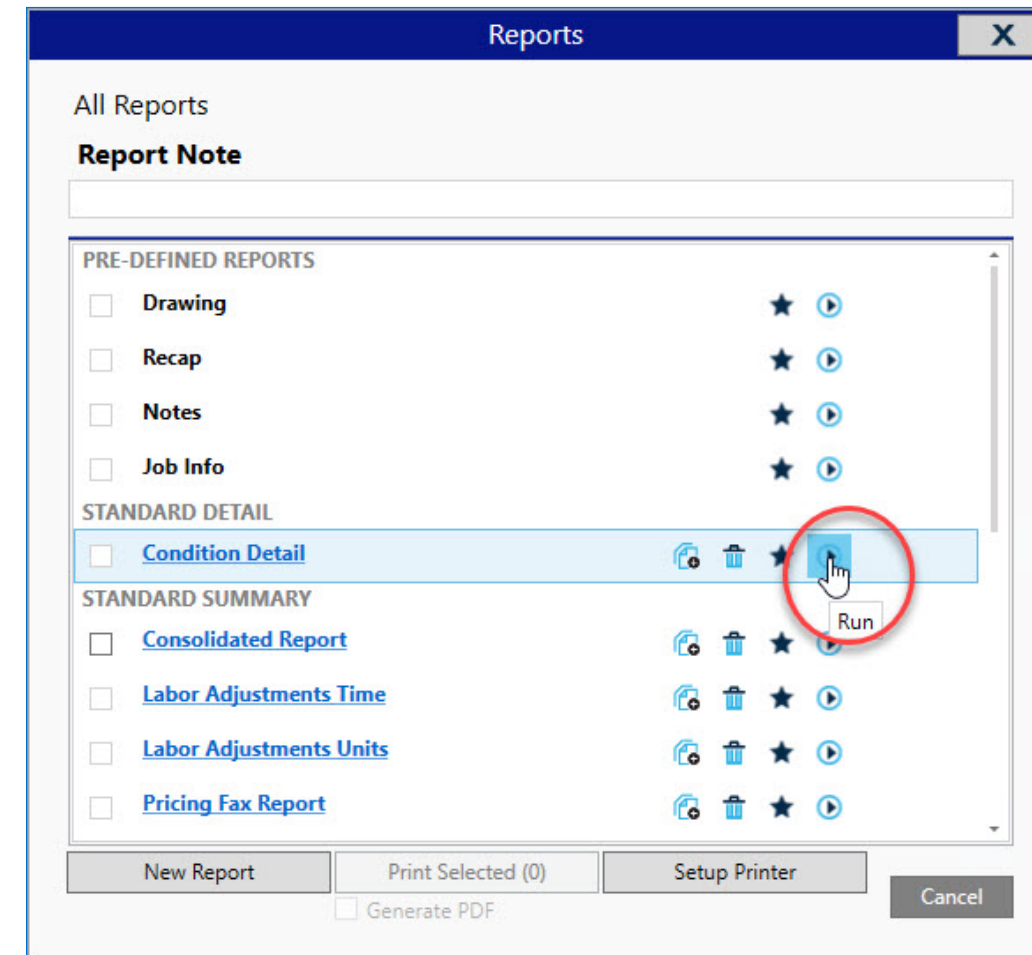 Reports
X
All Reports
Report Note
PRE-DEFINED REPORTS
Drawing
Recap
Notes
Job Info
STANDARD DETAIL
Condition Detail
STANDARD SUMMARY
Run
Consolidated Report
Labor Adjustments Time
Labor Adjustments Units
Pricing Fax Report
New Report Print Selected (0) Setup Printer
Generate PDF Cancel